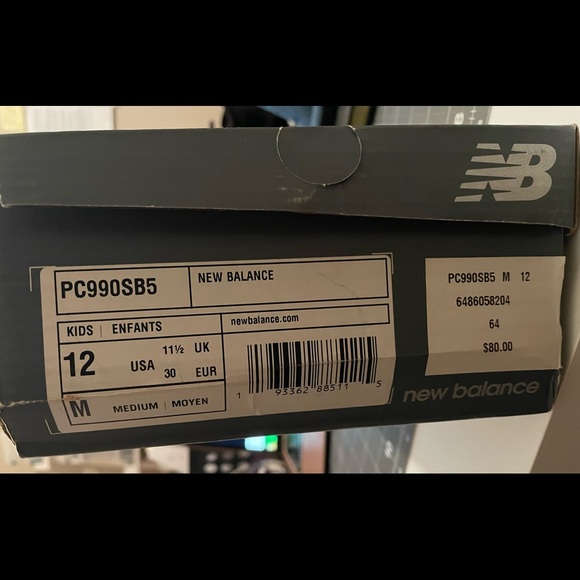 NB
PC990SB5
NEW BALANCE
KIDS | ENFANTS
newbalance.com
12 USA 11½ UK
30 EUR
M MEDIUM | MOYEN
1 93362 88511 5
PC990SB5 M 12
6486058204
64
$80.00
new balance